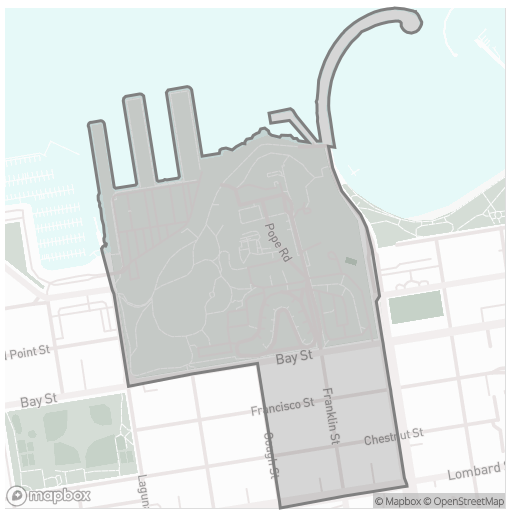 Pope Rd
d Point St
Bay St
Bay St
Francisco St
Franklin St
Gough St
Chestnut St
Lagun
Lombard S
mapbox
© Mapbox © OpenStreetMap